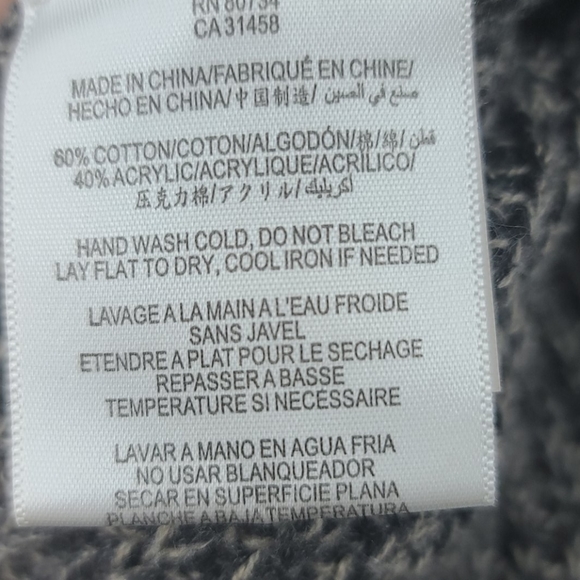 RN 80734
CA 31458
MADE IN CHINA/FABRIQUÉ EN CHINE/
HECHO EN CHINA/中国制造/ صنع في الصين
60% COTTON/COTON/ALGODÓN/棉/綿/ قطن
40% ACRYLIC/ACRYLIQUE/ACRÍLICO/
压克力棉/アクリル/ أكريليك
HAND WASH COLD, DO NOT BLEACH
LAY FLAT TO DRY, COOL IRON IF NEEDED
LAVAGE A LA MAIN A L'EAU FROIDE
SANS JAVEL
ETENDRE A PLAT POUR LE SECHAGE
REPASSER A BASSE
TEMPERATURE SI NECESSAIRE
LAVAR A MANO EN AGUA FRIA
NO USAR BLANQUEADOR
SECAR EN SUPERFICIE PLANA
PLANCHE A BAJA TEMPERATURA